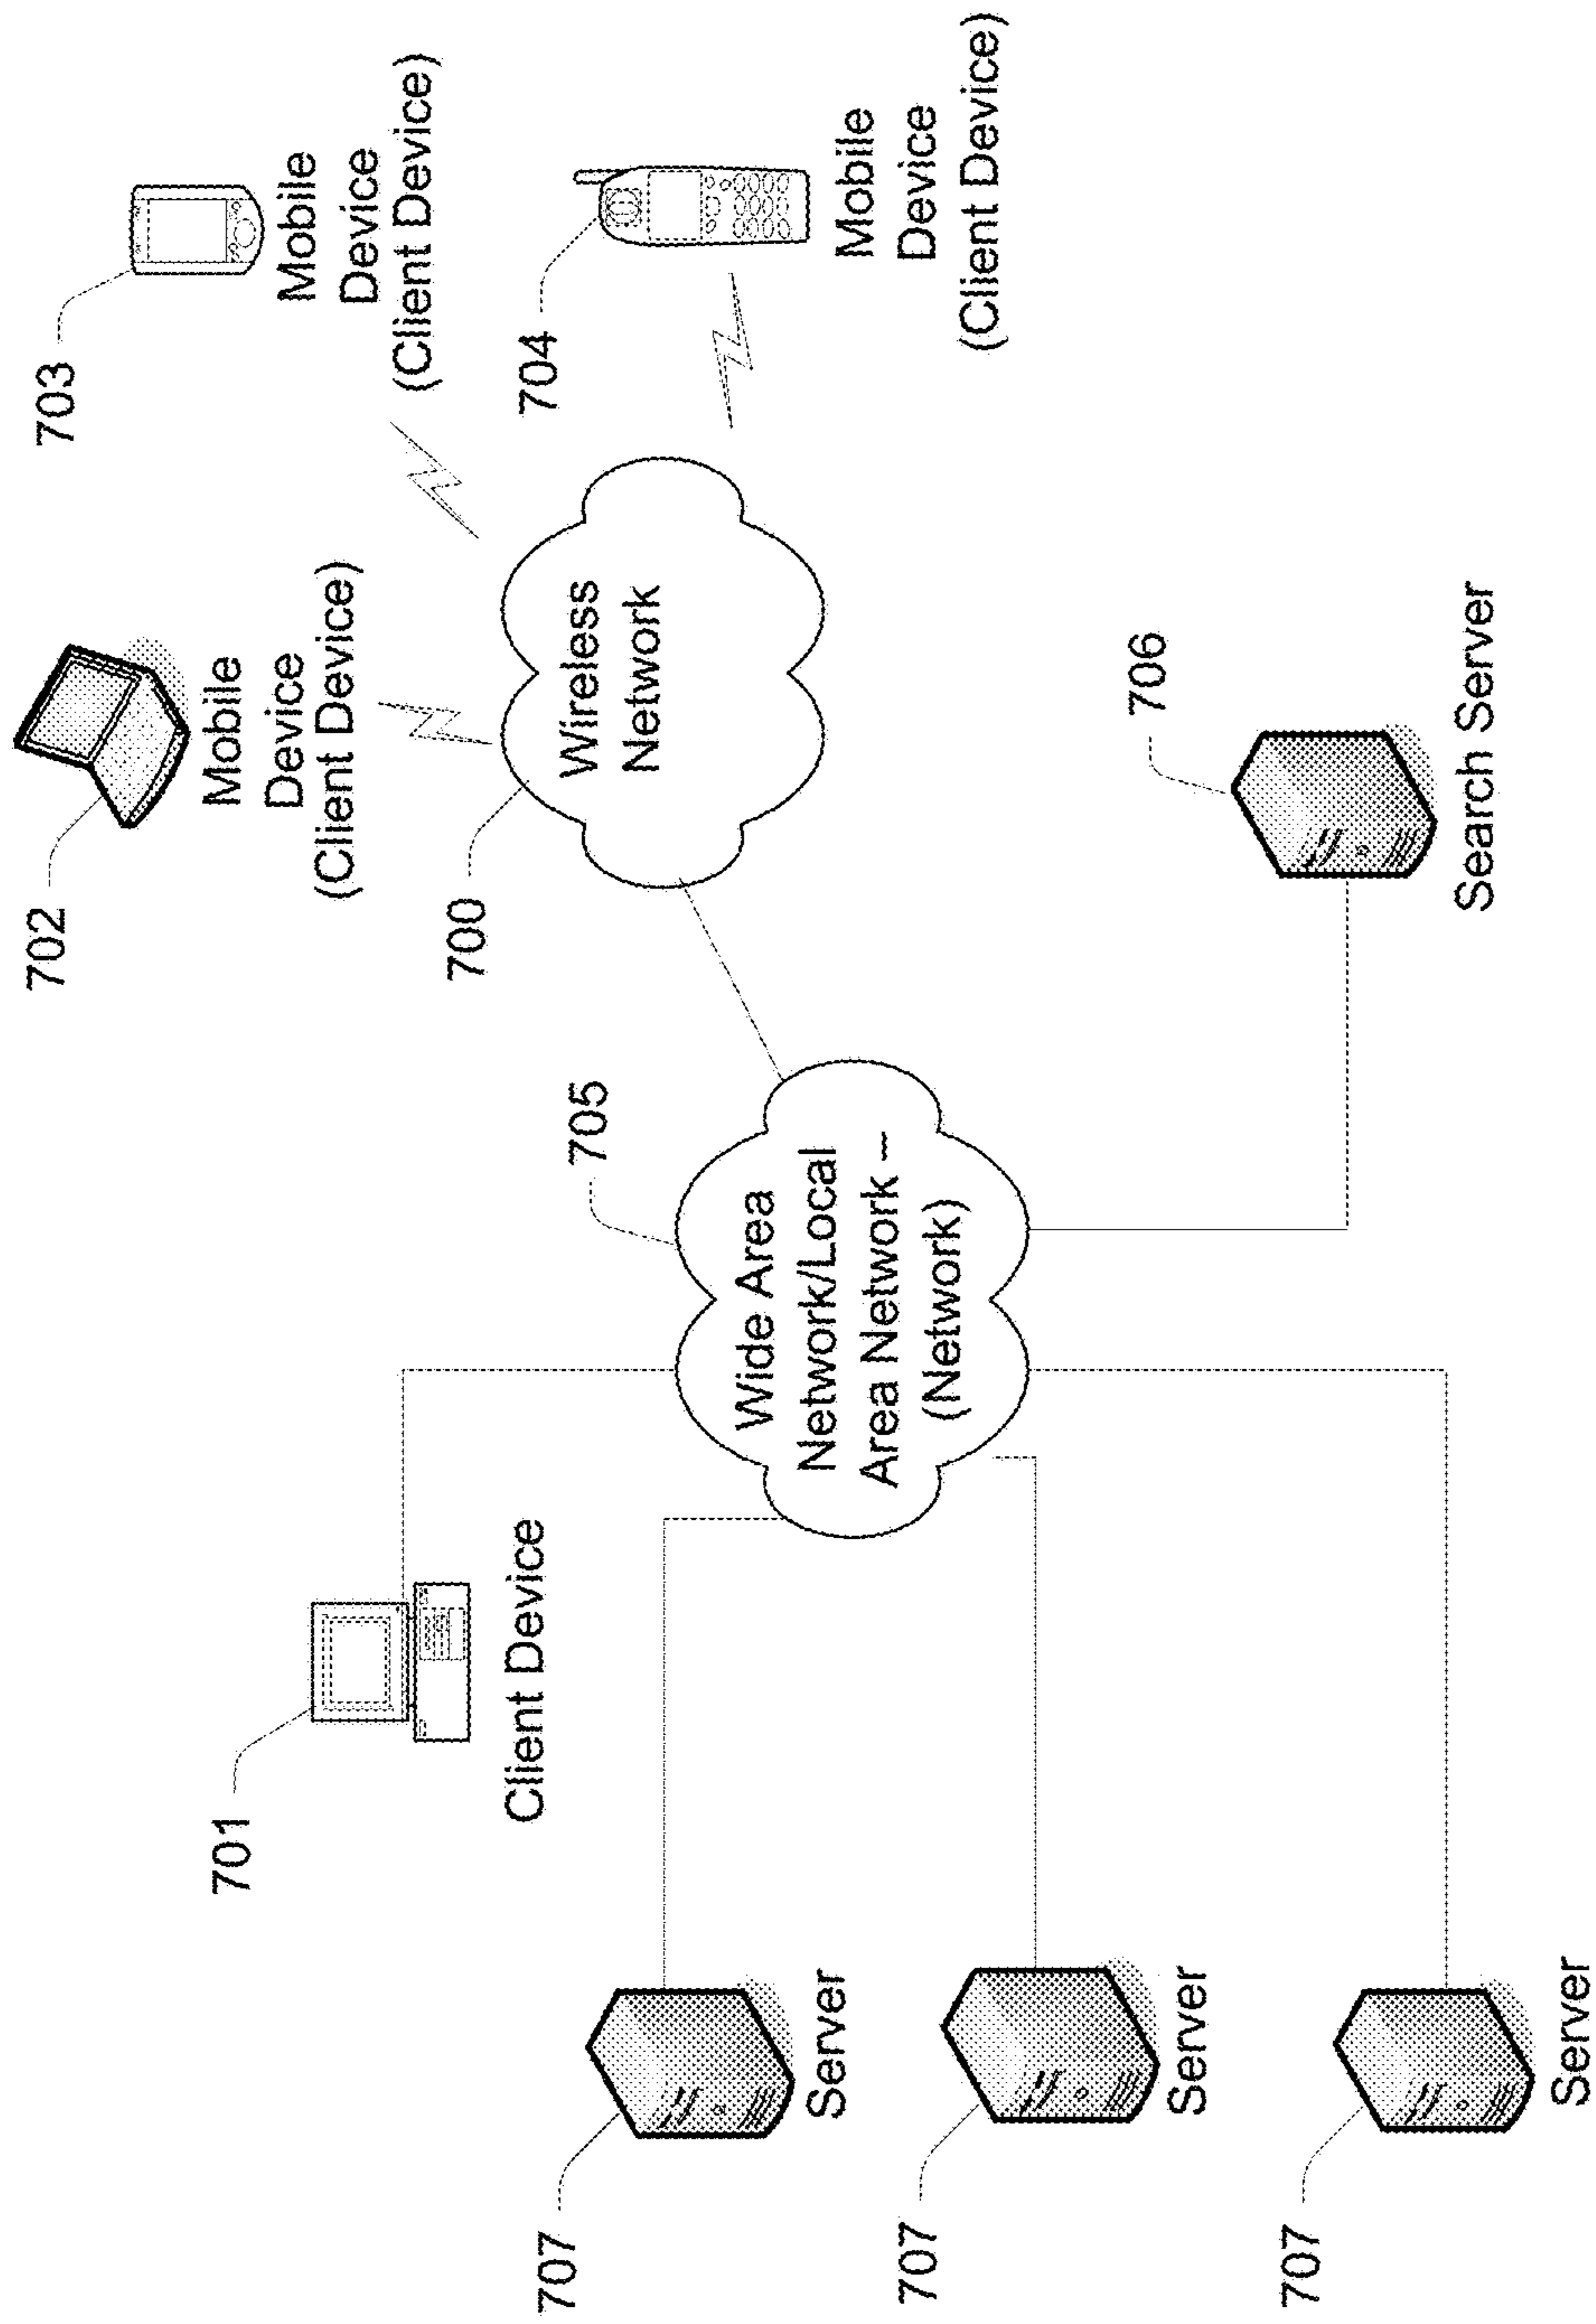 701
Client Device
702
Mobile
Device
(Client Device)
703
Mobile
Device
(Client Device)
700
Wireless
Network
704
Mobile
Device
(Client Device)
705
Wide Area
Network/Local
Area Network –
(Network)
707
Server
707
Server
707
Server
706
Search Server